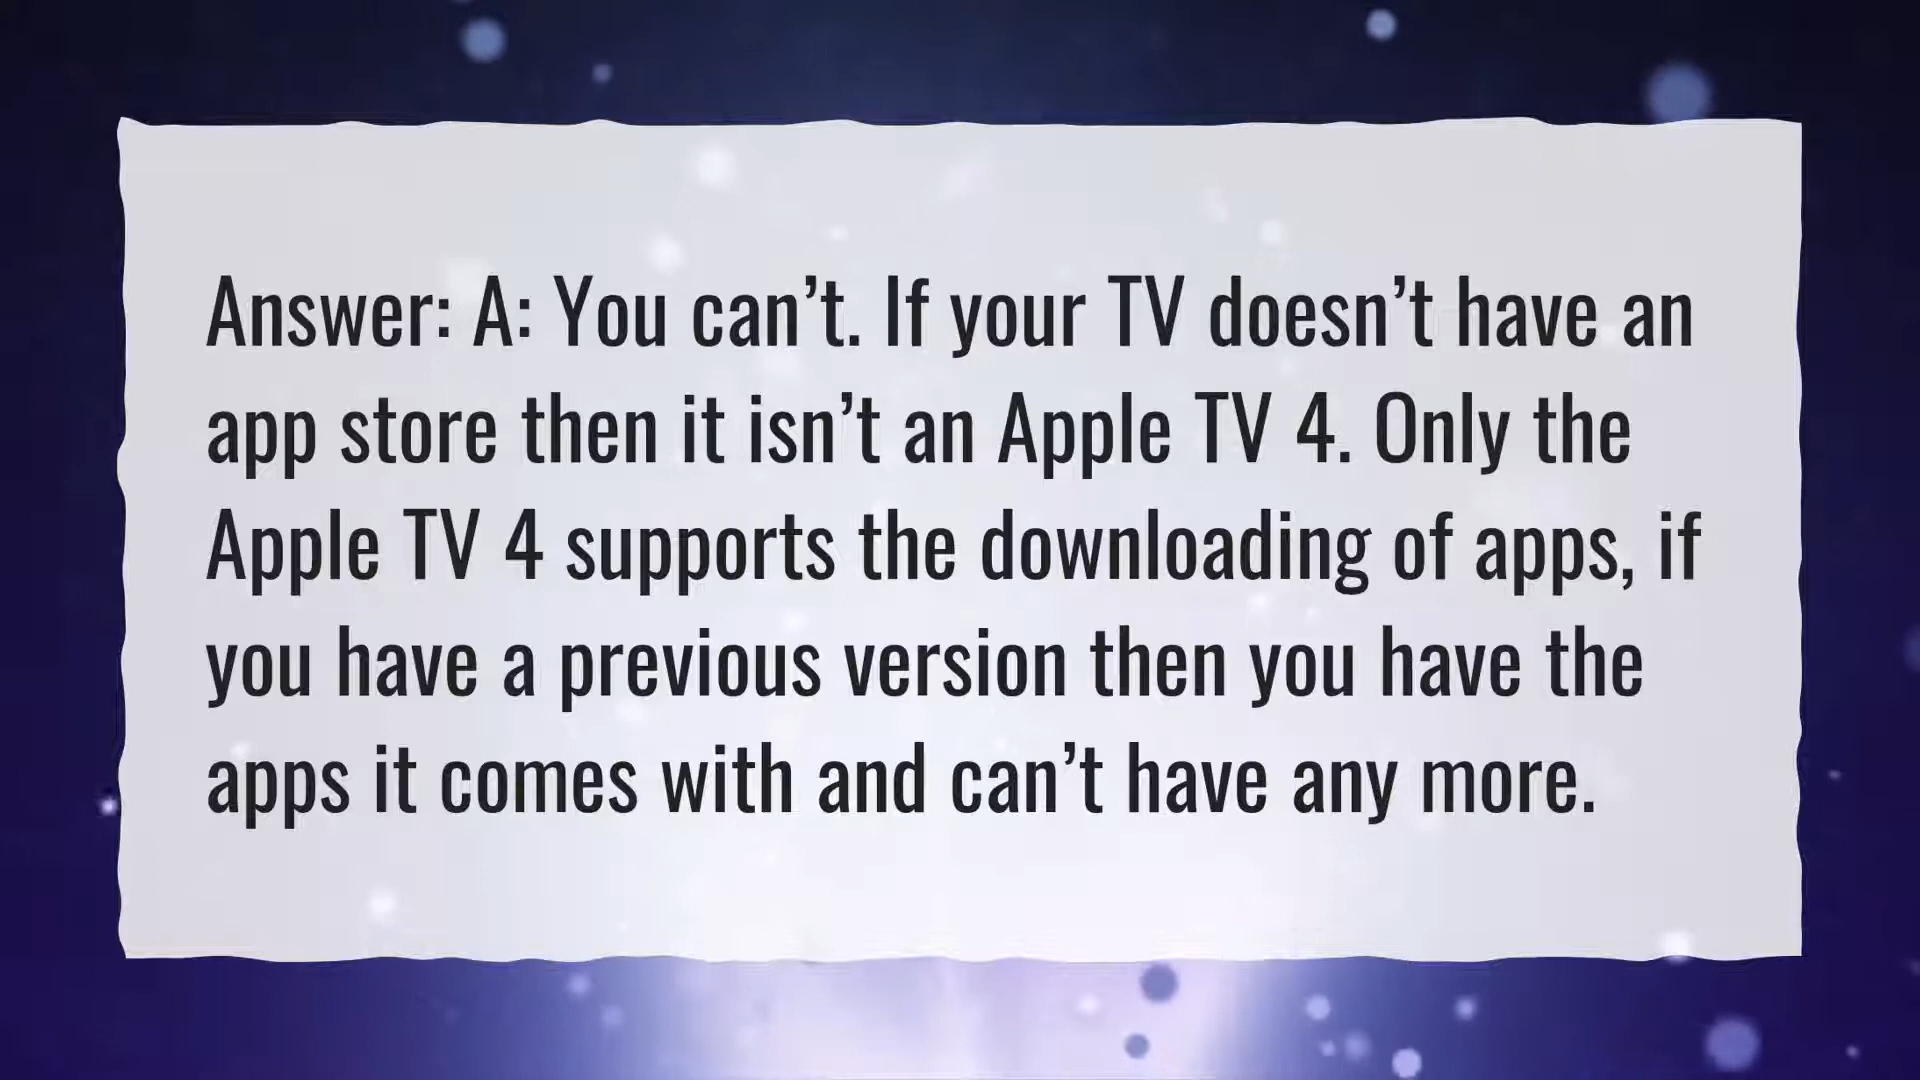 Answer: A: You can’t. If your TV doesn’t have an
app store then it isn’t an Apple TV 4. Only the
Apple TV 4 supports the downloading of apps, if
you have a previous version then you have the
apps it comes with and can’t have any more.